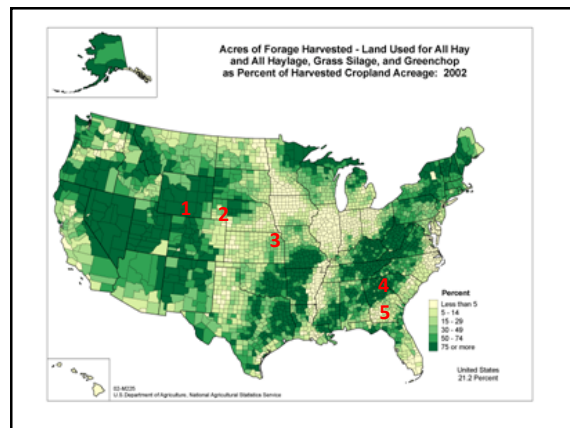 Acres of Forage Harvested - Land Used for All Hay
and All Haylage, Grass Silage, and Greenchop
as Percent of Harvested Cropland Acreage: 2002
1
2
3
4
5
Percent
Less than 5
5 - 14
15 - 29
30 - 49
50 - 74
75 or more
United States
21.2 Percent
02-M225
U.S. Department of Agriculture, National Agricultural Statistics Service